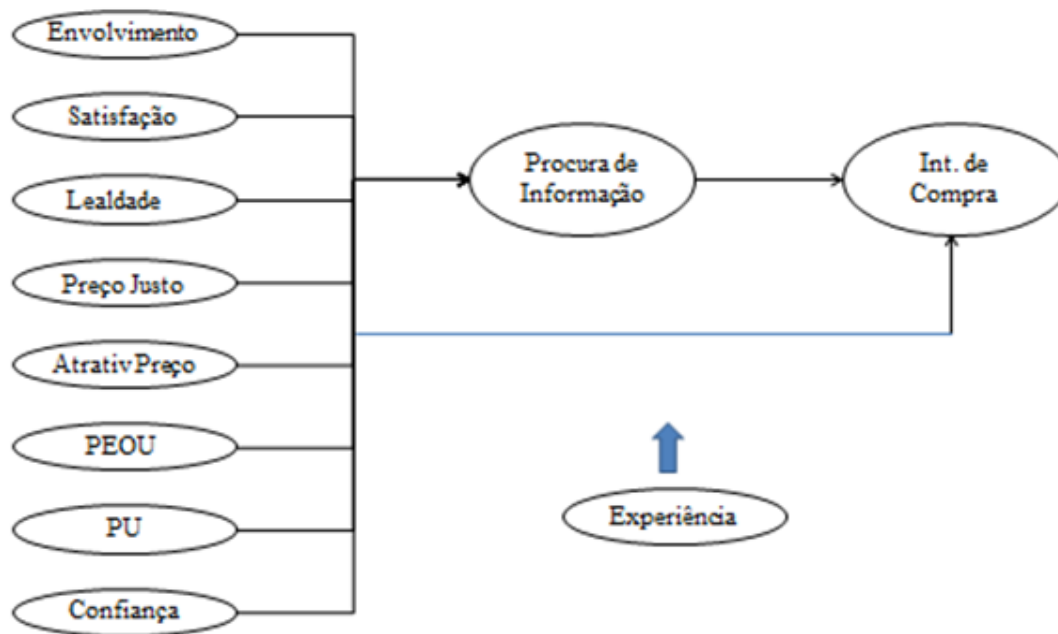 Envolvimento
Satisfação
Lealdade
Preço Justo
Atrativ Preço
PEOU
PU
Confiança
Procura de
Informação
Int. de
Compra
Experiência